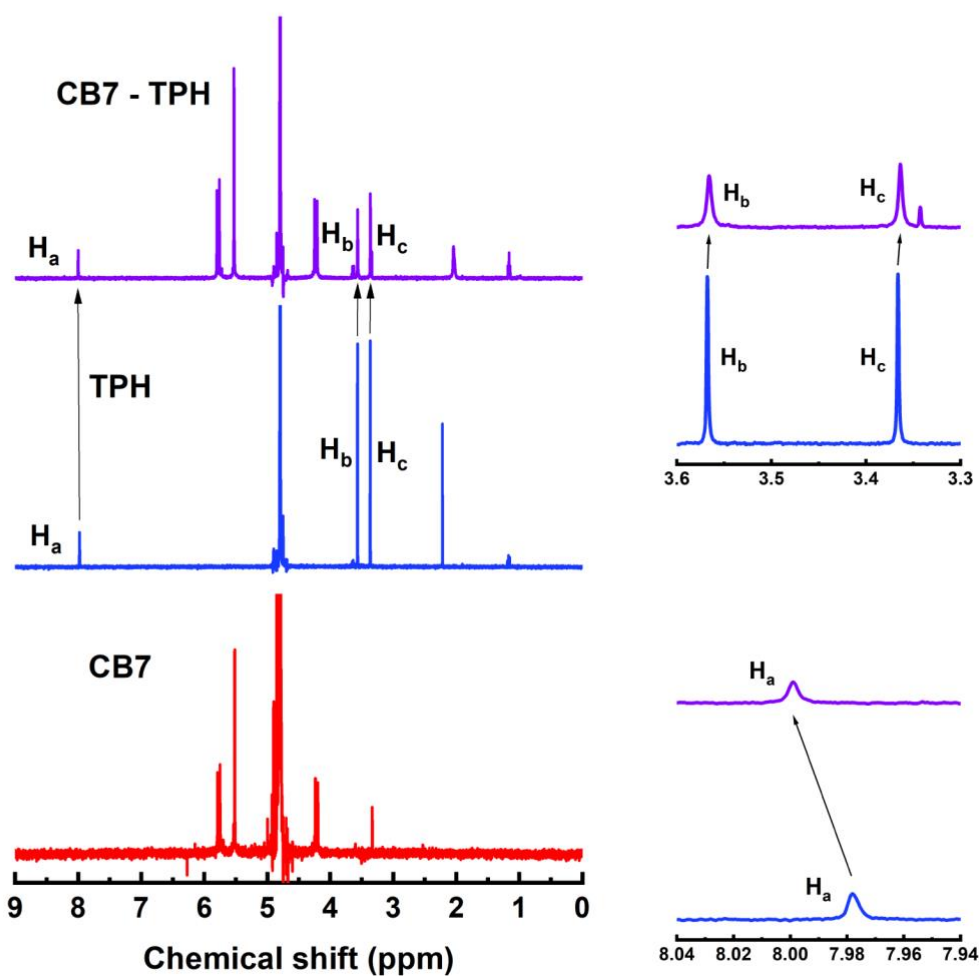 CB7 - TPH
Ha
Hb
Hc
TPH
Ha
Hb
Hc
CB7
9 8 7 6 5 4 3 2 1 0
Chemical shift (ppm)
Hb
Hc
Hb
Hc
3.6 3.5 3.4 3.3
Ha
Ha
8.04 8.02 8.00 7.98 7.96 7.94